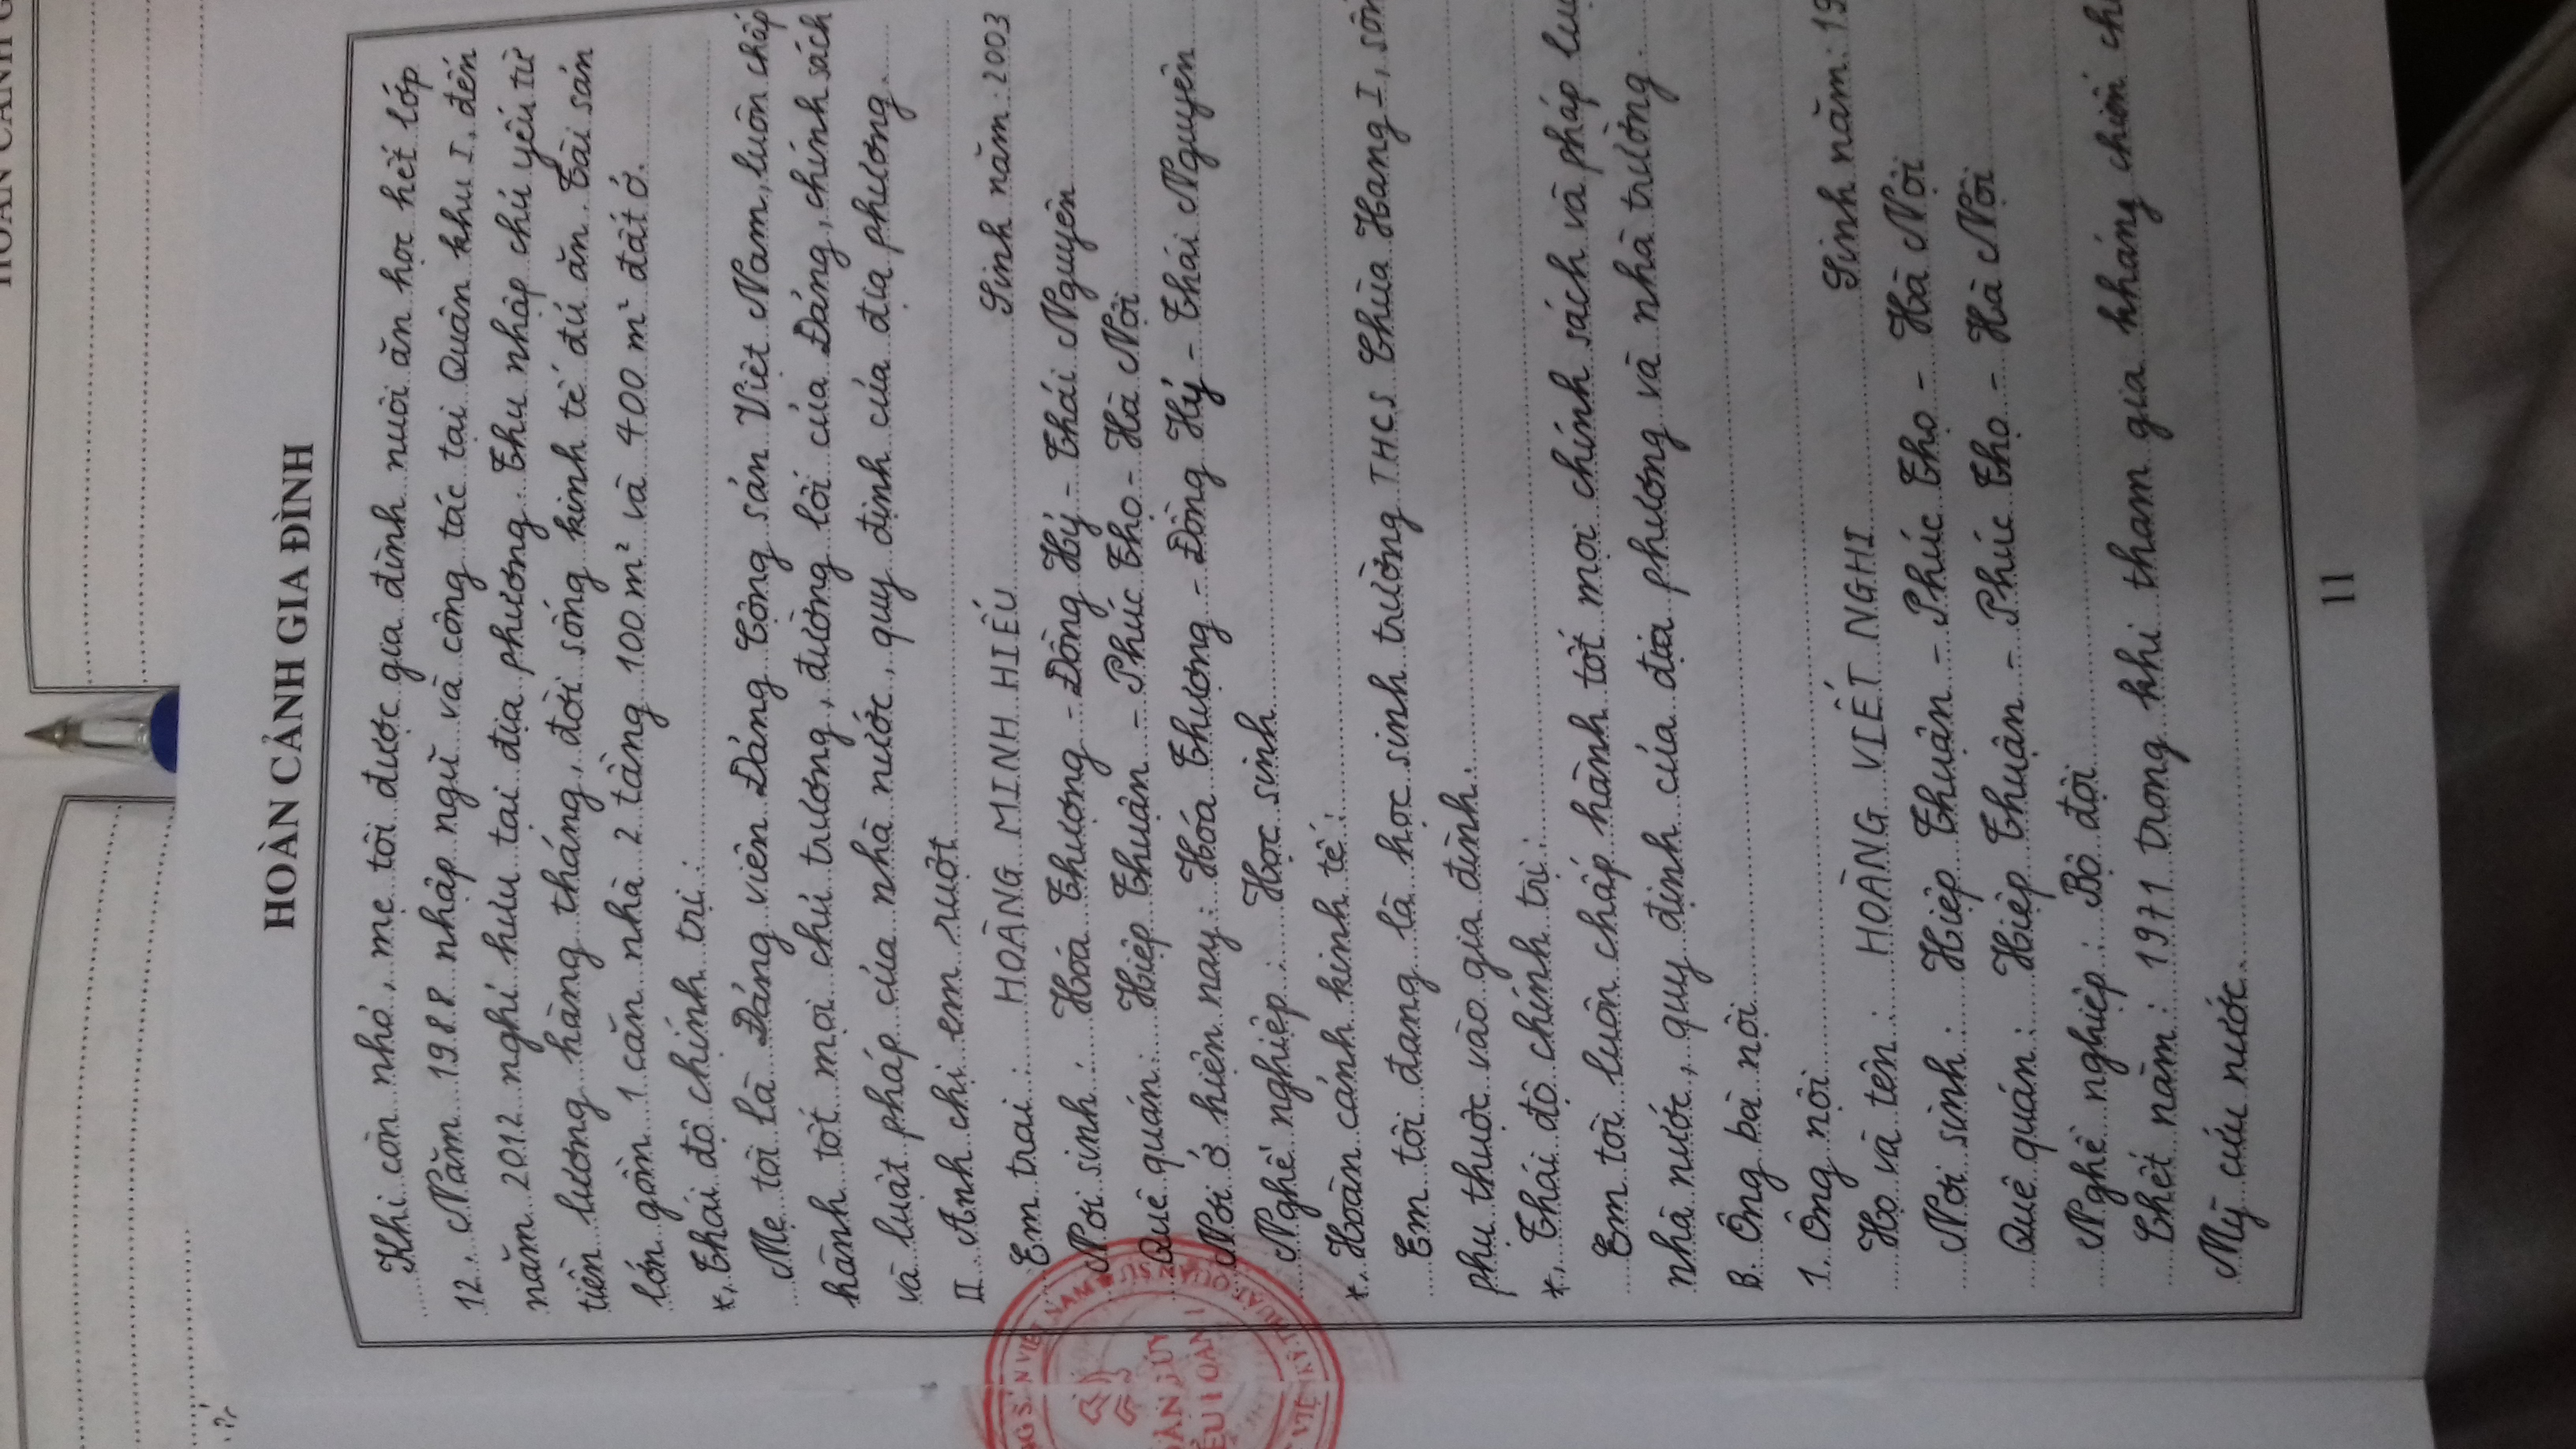 HOÀN CẢNH GIA ĐÌNH
Khi còn nhỏ, mẹ tôi được gia đình nuôi ăn học hết lớp
12. Năm 1988 nhập ngũ và công tác tại Quân khu I, đến
năm 2012 nghỉ hưu tại địa phương. Thu nhập chủ yếu từ
tiền lương hàng tháng, đời sống kinh tế đủ ăn. Tài sản
lớn gồm 1 căn nhà 2 tầng 100 m² và 400 m² đất ở.
*, Thái độ chính trị:
Mẹ tôi là Đảng viên Đảng Cộng sản Việt Nam, luôn chấp
hành tốt mọi chủ trương, đường lối của Đảng, chính sách
và luật pháp của nhà nước, quy định của địa phương.
II. Anh chị em ruột
Em trai: HOÀNG MINH HIẾU Sinh năm: 2003
Nơi sinh: Hoá Thượng - Đồng Hỷ - Thái Nguyên
Quê quán: Hiệp Thuận - Phúc Thọ - Hà Nội
Nơi ở hiện nay: Hóa Thượng - Đồng Hỷ - Thái Nguyên
Nghề nghiệp: Học sinh
*, Hoàn cảnh kinh tế:
Em tôi đang là học sinh trường THCS Chùa Hang I, sốn
phụ thuộc vào gia đình.
*, Thái độ chính trị:
Em tôi luôn chấp hành tốt mọi chính sách và pháp luậ
nhà nước, quy định của địa phương và nhà trường.
B. Ông bà nội
1. Ông nội
Họ và tên: HOÀNG VIẾT NGHI Sinh năm: 19
Nơi sinh: Hiệp Thuận - Phúc Thọ - Hà Nội
Quê quán: Hiệp Thuận - Phúc Thọ - Hà Nội
Nghề nghiệp: Bộ đội
Chết năm: 1971 trong khi tham gia kháng chiến ch
Mỹ cứu nước.
11